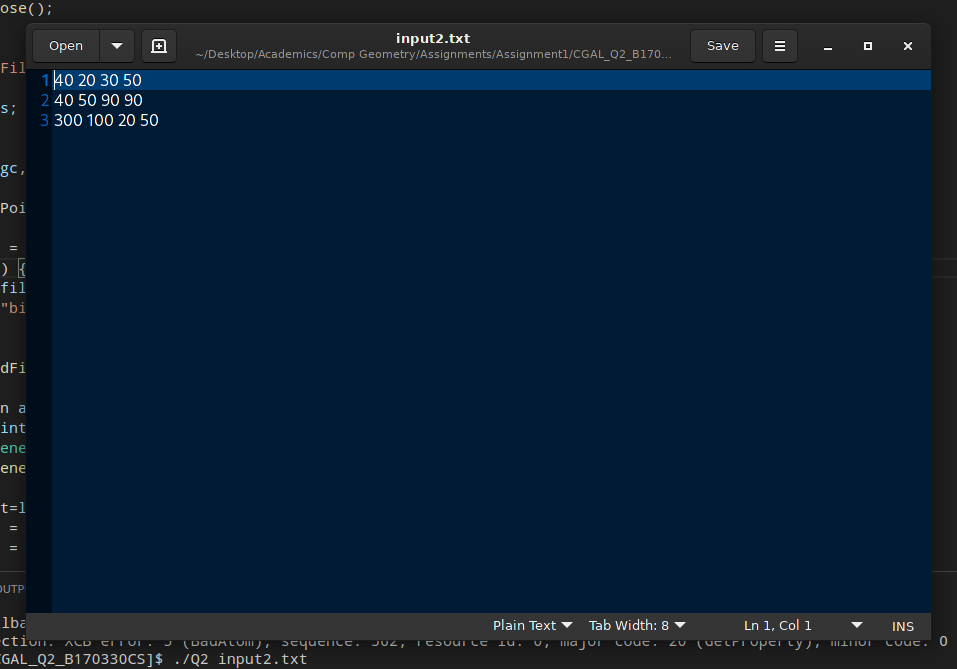 ose();
Open
input2.txt
~/Desktop/Academics/Comp Geometry/Assignments/Assignment1/CGAL_Q2_B170...
Save
1 40 20 30 50
2 40 50 90 90
3 300 100 20 50
Fil
s;
gc,
Poi
=
) {
fil
"bi
dFi
n a
int
ene
ene
t=l
=
=
OUTP
Plain Text
Tab Width: 8
Ln 1, Col 1
INS
lba
ection: XCB error: 5 (BadAtom), sequence: 562, resource id: 0, major code: 20 (GetProperty), minor code: 0
CGAL_Q2_B170330CS]$ ./Q2 input2.txt